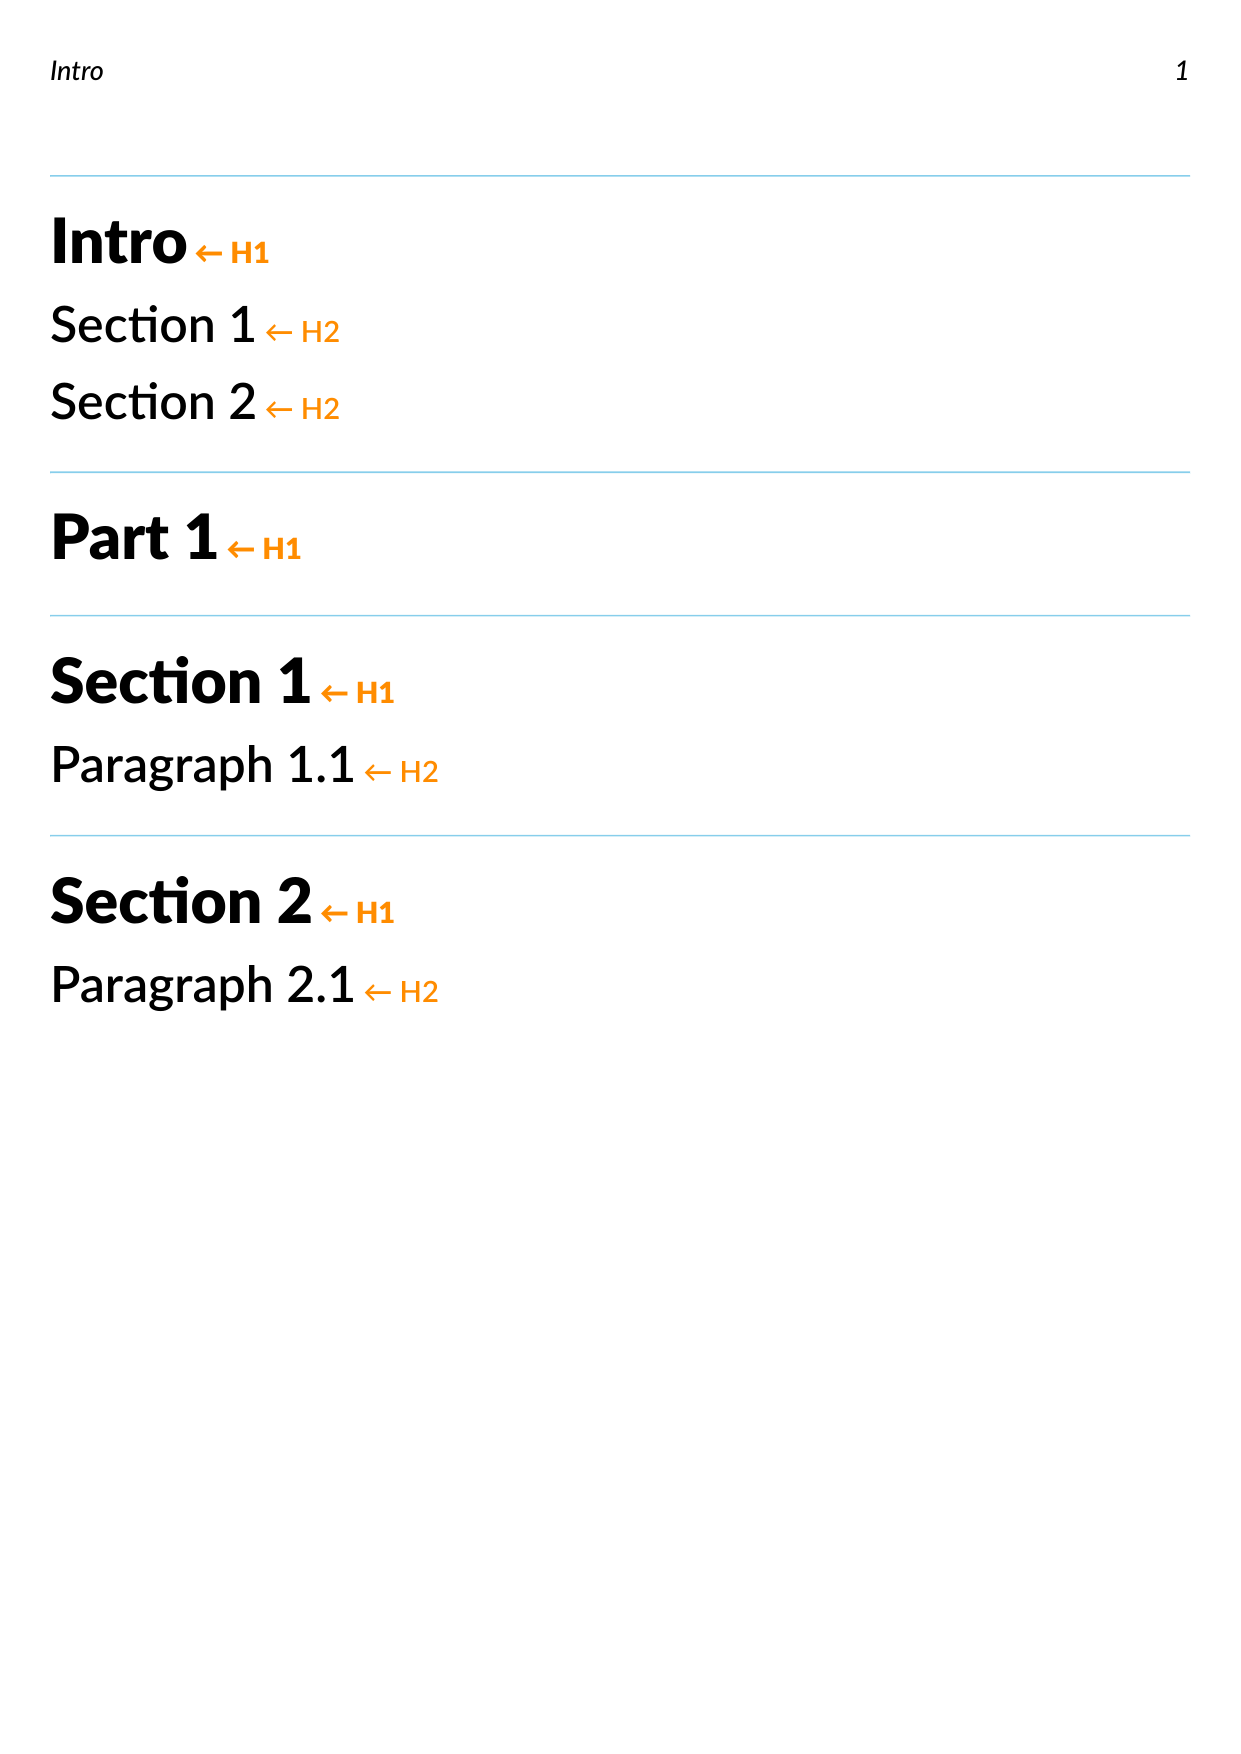 Intro 1
Intro ← H1
Section 1 ← H2
Section 2 ← H2
Part 1 ← H1
Section 1 ← H1
Paragraph 1.1 ← H2
Section 2 ← H1
Paragraph 2.1 ← H2